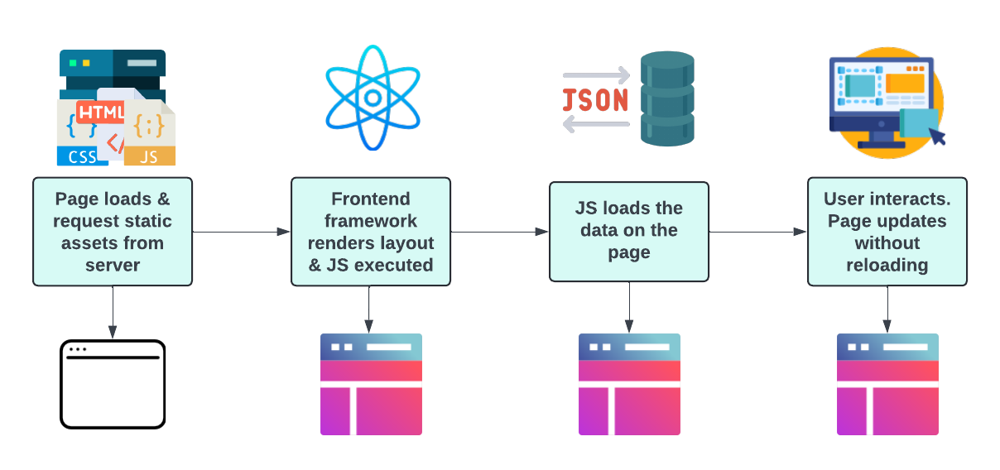 HTML
{ }
{ ; }
</
CSS
JS
JSON
Page loads &
request static
assets from
server
Frontend
framework
renders layout
& JS executed
JS loads the
data on the
page
User interacts.
Page updates
without
reloading